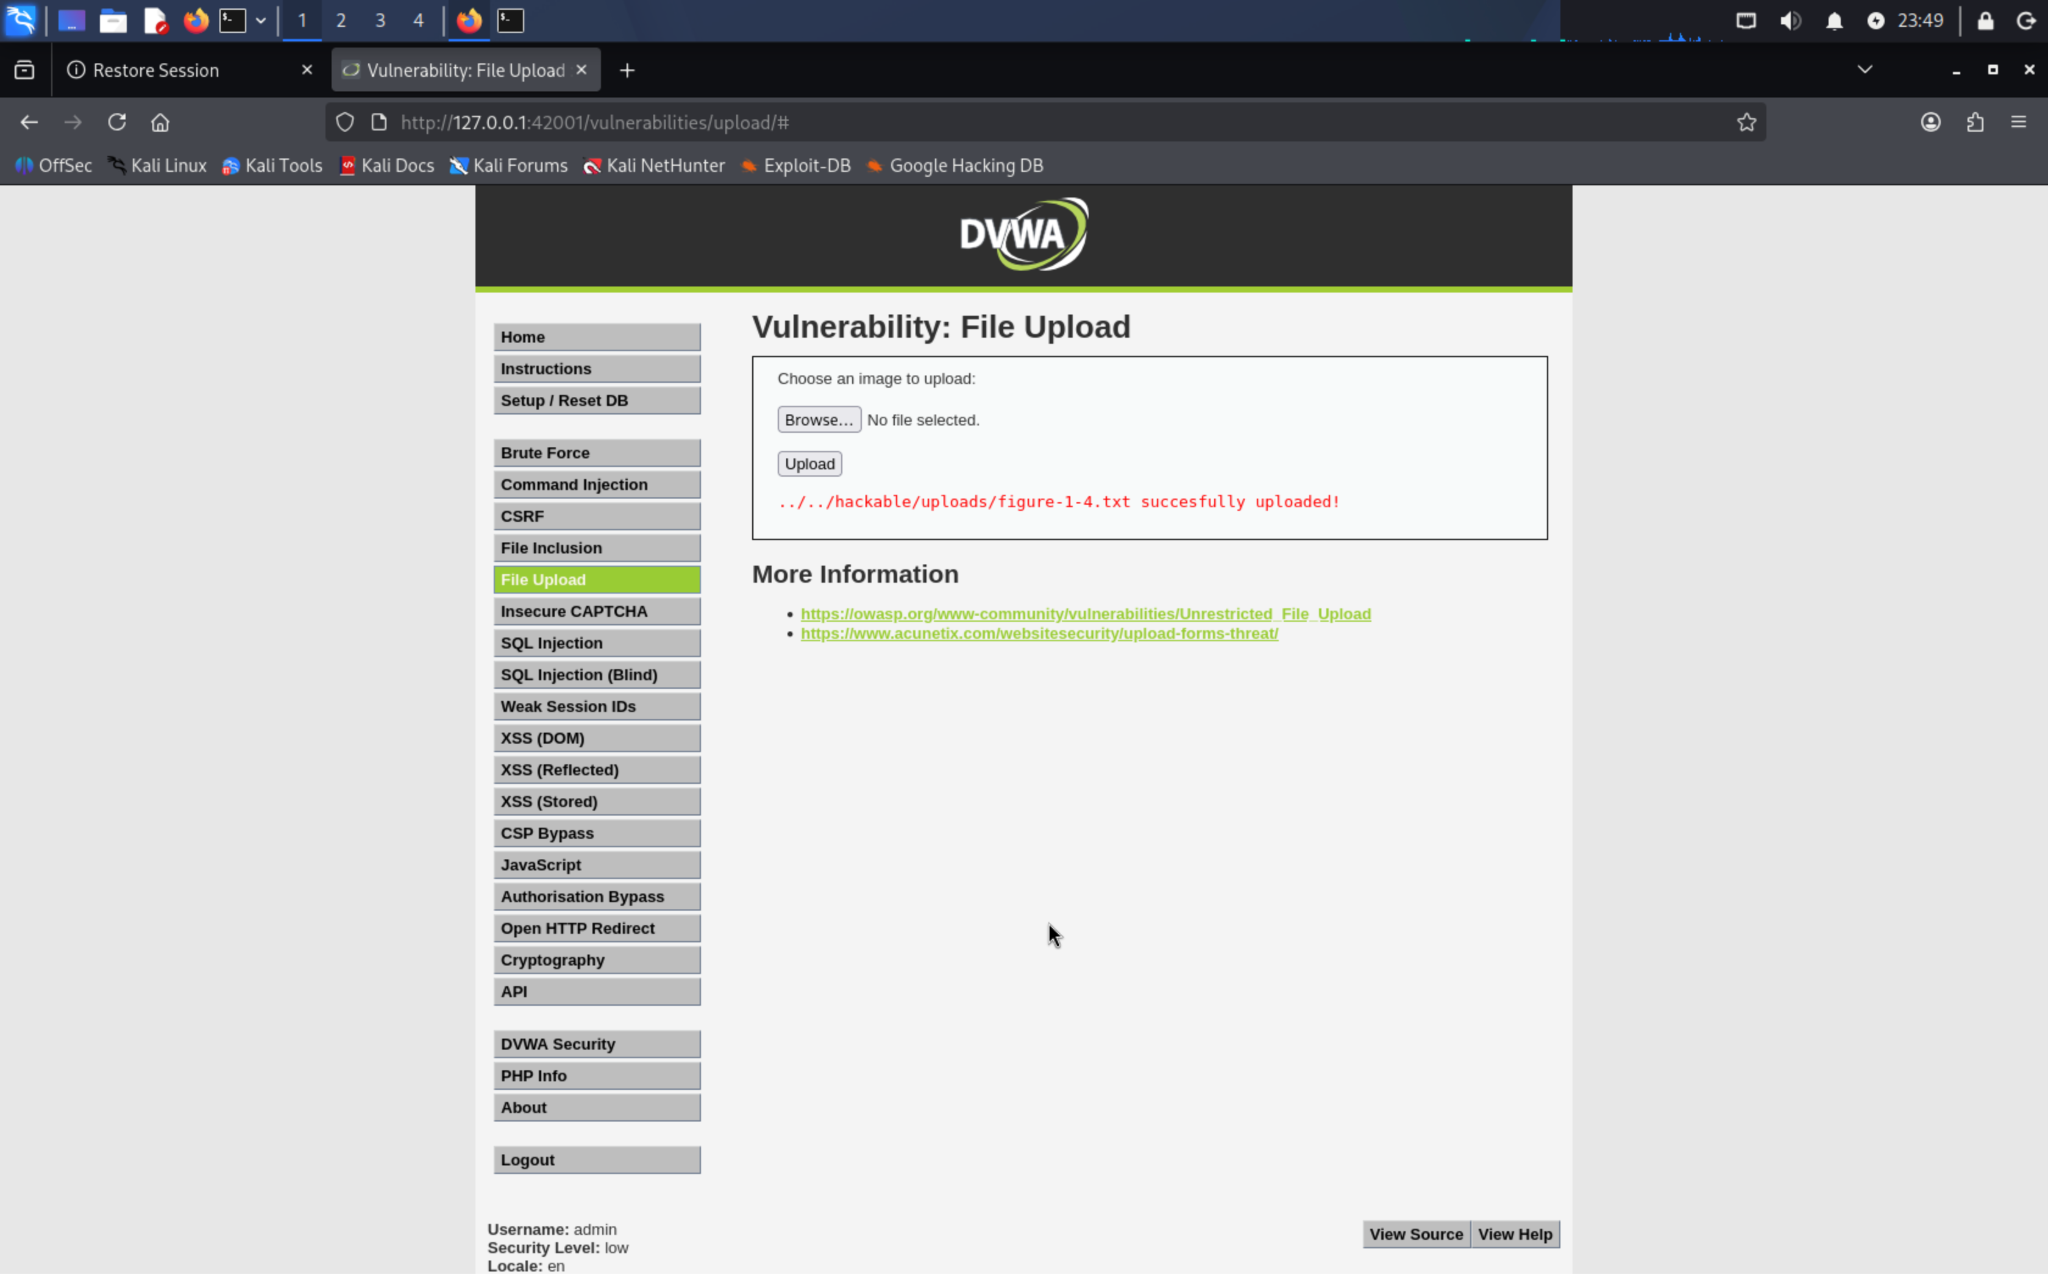 1
2
3
4
23:49
Restore Session
Vulnerability: File Upload
http://127.0.0.1:42001/vulnerabilities/upload/#
OffSec
Kali Linux
Kali Tools
Kali Docs
Kali Forums
Kali NetHunter
Exploit-DB
Google Hacking DB
DVWA
Home
Instructions
Setup / Reset DB
Brute Force
Command Injection
CSRF
File Inclusion
File Upload
Insecure CAPTCHA
SQL Injection
SQL Injection (Blind)
Weak Session IDs
XSS (DOM)
XSS (Reflected)
XSS (Stored)
CSP Bypass
JavaScript
Authorisation Bypass
Open HTTP Redirect
Cryptography
API
DVWA Security
PHP Info
About
Logout
Vulnerability: File Upload
Choose an image to upload:
Browse... No file selected.
Upload
../../hackable/uploads/figure-1-4.txt succesfully uploaded!
More Information
https://owasp.org/www-community/vulnerabilities/Unrestricted_File_Upload
https://www.acunetix.com/websitesecurity/upload-forms-threat/
Username: admin
Security Level: low
Locale: en
View Source
View Help